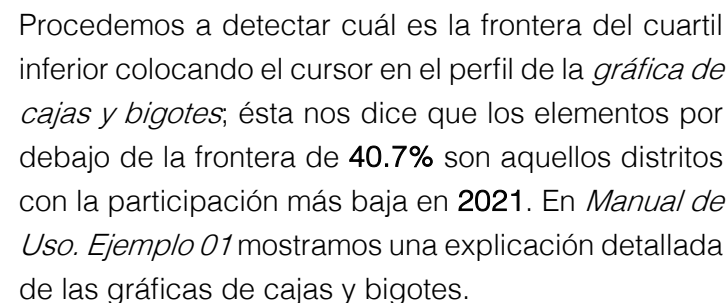 Procedemos a detectar cuál es la frontera del cuartil
inferior colocando el cursor en el perfil de la gráfica de
cajas y bigotes; ésta nos dice que los elementos por
debajo de la frontera de 40.7% son aquellos distritos
con la participación más baja en 2021. En Manual de
Uso. Ejemplo 01 mostramos una explicación detallada
de las gráficas de cajas y bigotes.